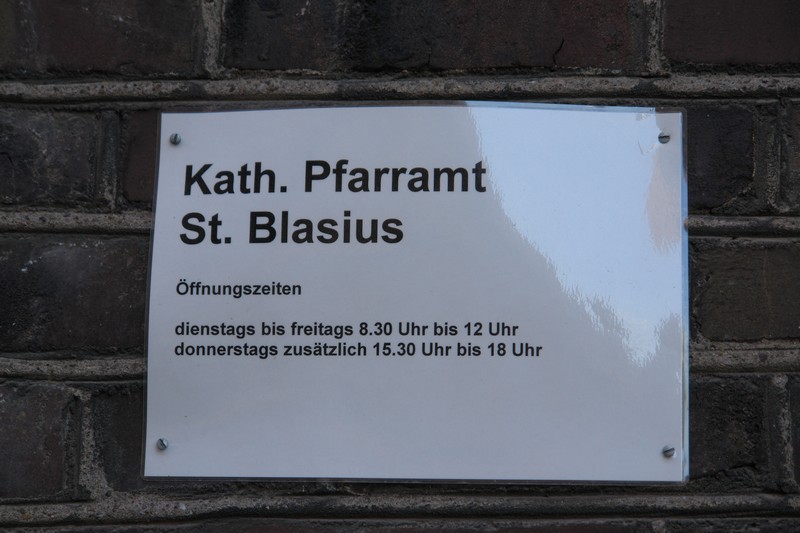 Kath. Pfarramt
St. Blasius
Öffnungszeiten
dienstags bis freitags 8.30 Uhr bis 12 Uhr
donnerstags zusätzlich 15.30 Uhr bis 18 Uhr